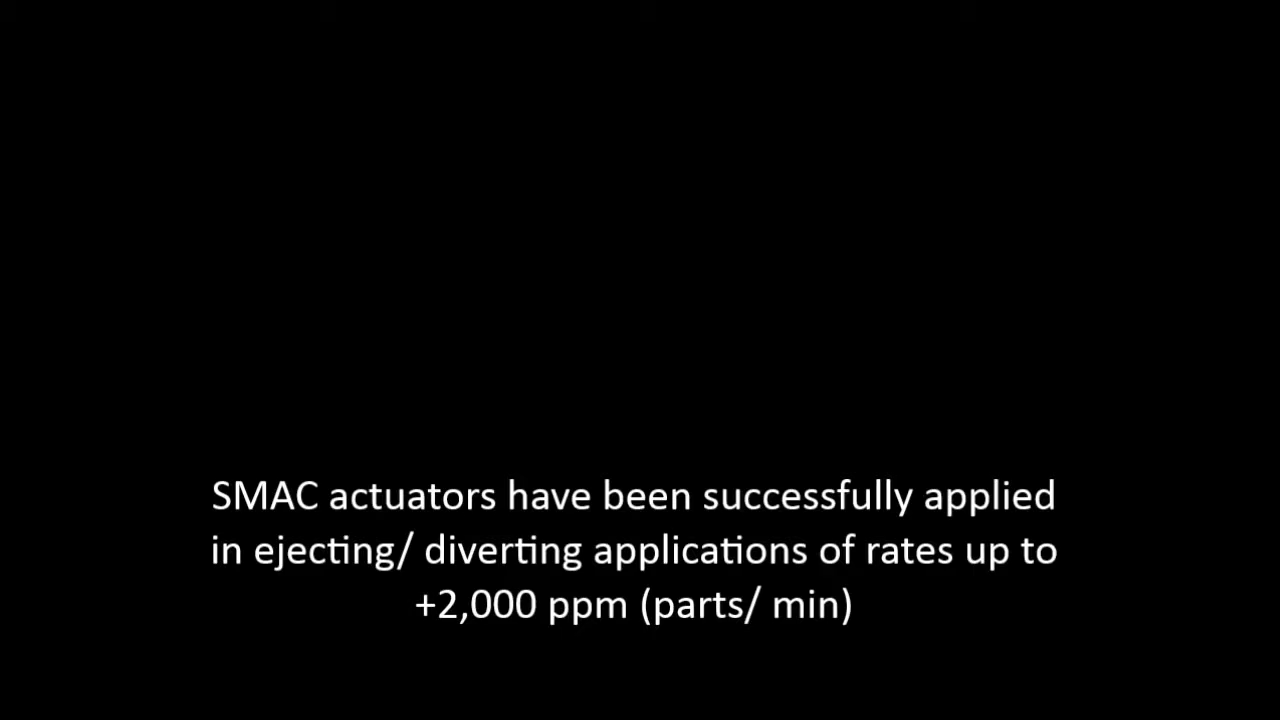 SMAC actuators have been successfully applied
in ejecting/ diverting applications of rates up to
+2,000 ppm (parts/ min)